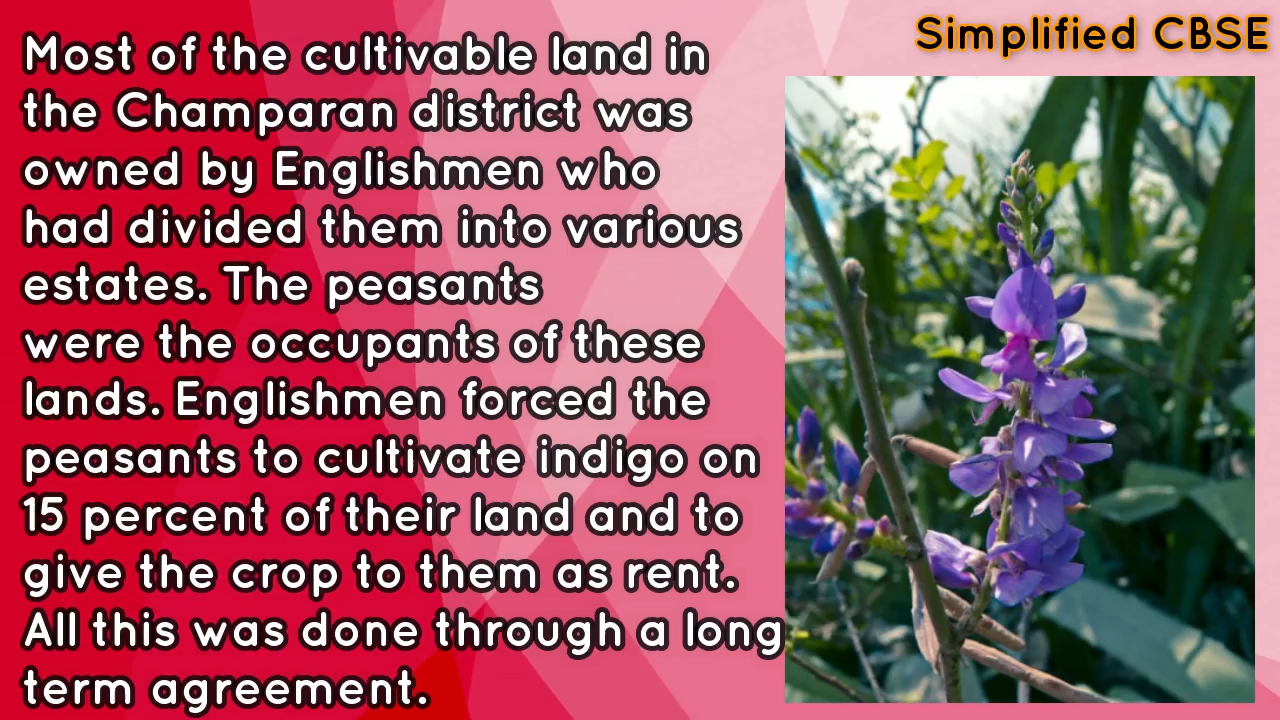 Simplified CBSE
Most of the cultivable land in
the Champaran district was
owned by Englishmen who
had divided them into various
estates. The peasants
were the occupants of these
lands. Englishmen forced the
peasants to cultivate indigo on
15 percent of their land and to
give the crop to them as rent.
All this was done through a long
term agreement.